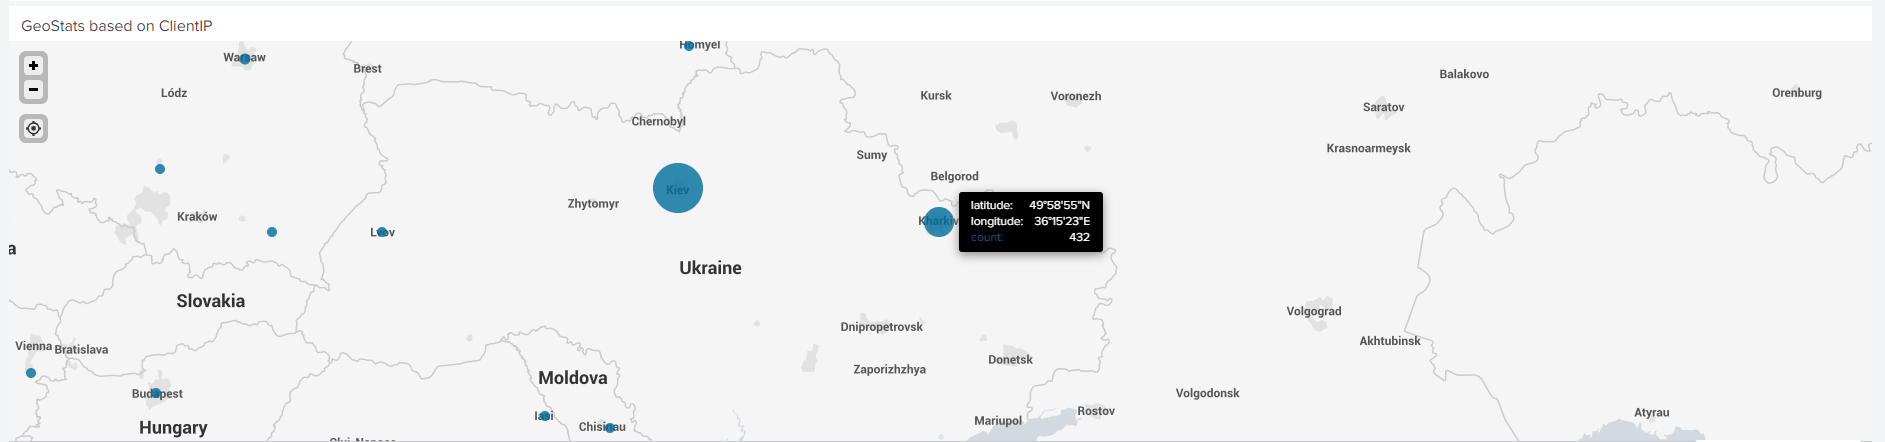 GeoStats based on ClientIP
+
−
Homyel
Warsaw
Brest
Balakovo
Lódz
Kursk
Voronezh
Orenburg
Saratov
Chernobyl
Krasnoarmeysk
Sumy
Belgorod
Kiev
Zhytomyr
Kraków
Kharkiv
latitude: 49°58'55"N
longitude: 36°15'23"E
count: 432
Lvov
a
Ukraine
Slovakia
Volgograd
Dnipropetrovsk
Akhtubinsk
Vienna
Bratislava
Donetsk
Zaporizhzhya
Moldova
Budapest
Volgodonsk
Iasi
Rostov
Atyrau
Mariupol
Chisinau
Hungary